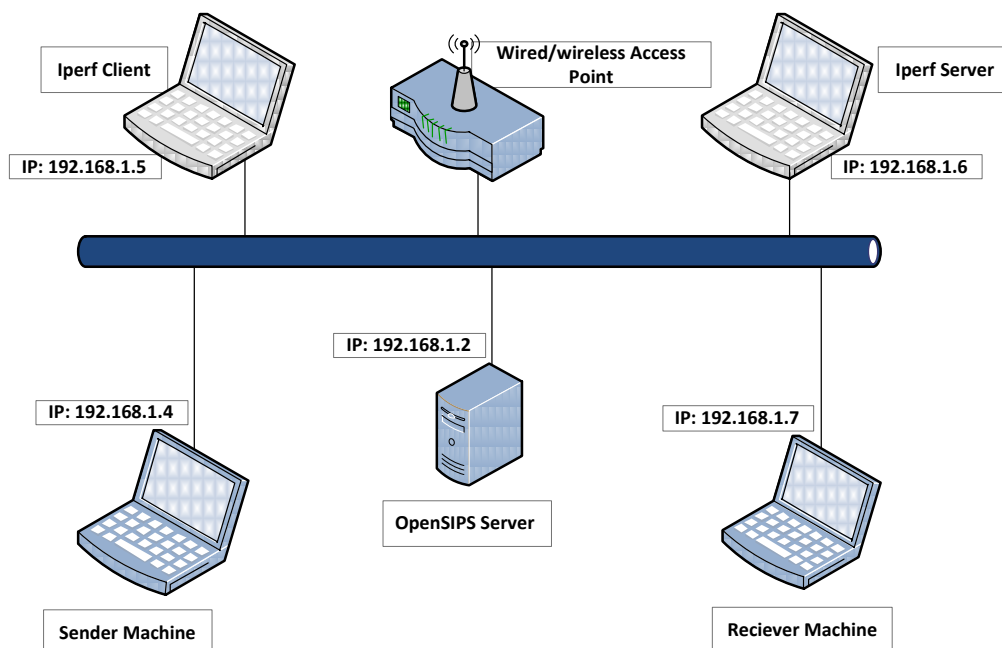 Iperf Client
Wired/wireless Access
Point
Iperf Server
IP: 192.168.1.5
IP: 192.168.1.6
IP: 192.168.1.2
IP: 192.168.1.4
IP: 192.168.1.7
OpenSIPS Server
Sender Machine
Reciever Machine